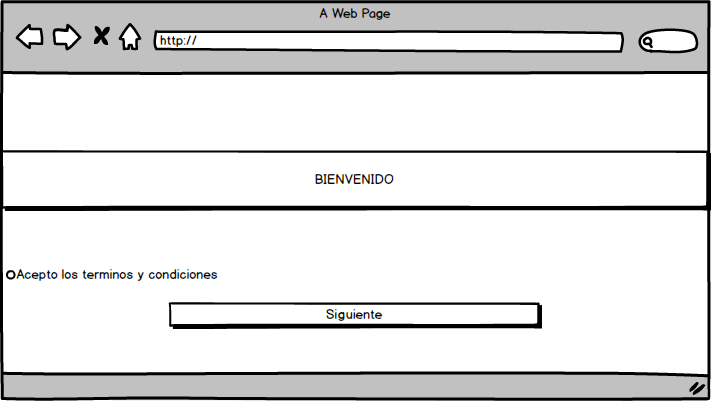 A Web Page
http://
BIENVENIDO
Acepto los terminos y condiciones
Siguiente